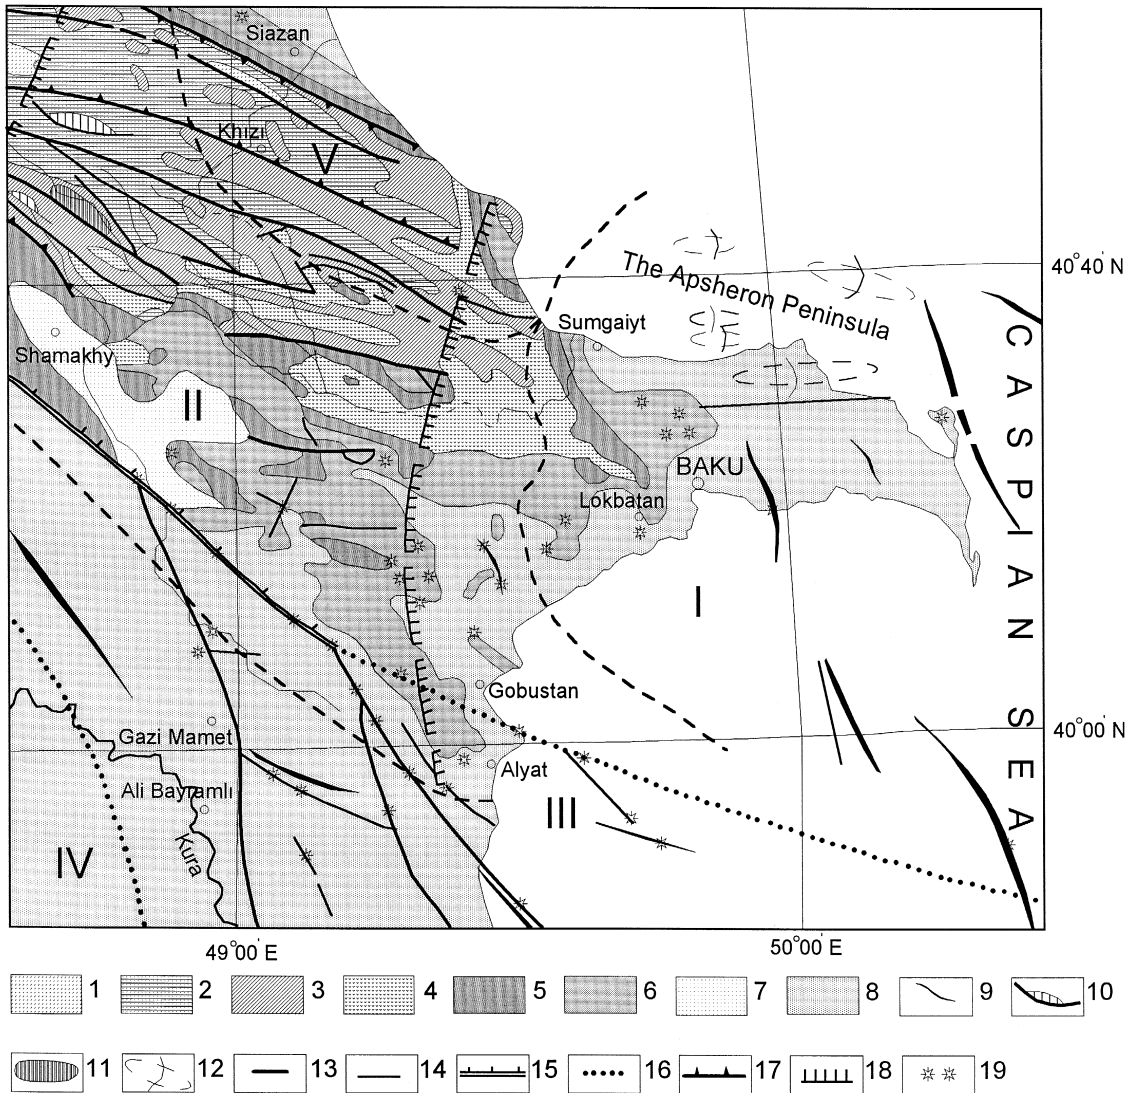 Siazan
Khizi
V
40°40' N
The Apsheron Peninsula
Sumgaiyt
Shamakhy
II
BAKU
Lokbatan
CASPIAN SEA
I
Gobustan
Gazi Mamet
40°00' N
Alyat
Ali Bayramlı
III
Kura
IV
49°00' E
50°00' E
1 2 3 4 5 6 7 8 9 10
11 12 13 14 15 16 17 18 19